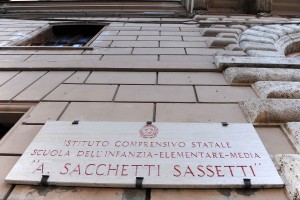 ISTITUTO COMPRENSIVO STATALE
SCUOLA DELL'INFANZIA-ELEMENTARE-MEDIA
"A. SACCHETTI SASSETTI"